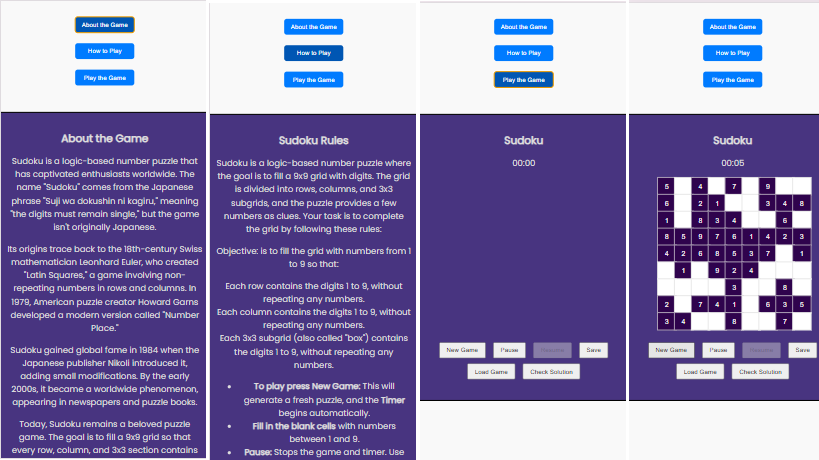 About the Game
How to Play
Play the Game
About the Game
Sudoku is a logic-based number puzzle that
has captivated enthusiasts worldwide. The
name "Sudoku" comes from the Japanese
phrase "Suji wa dokushin ni kagiru," meaning
"the digits must remain single," but the game
isn't originally Japanese.
Its origins trace back to the 18th-century Swiss
mathematician Leonhard Euler, who created
"Latin Squares," a game involving non-
repeating numbers in rows and columns. In
1979, American puzzle creator Howard Garns
developed a modern version called "Number
Place."
Sudoku gained global fame in 1984 when the
Japanese publisher Nikoli introduced it,
adding small modifications. By the early
2000s, it became a worldwide phenomenon,
appearing in newspapers and puzzle books.
Today, Sudoku remains a beloved puzzle
game. The goal is to fill a 9x9 grid so that
every row, column, and 3x3 section contains
About the Game
How to Play
Play the Game
Sudoku Rules
Sudoku is a logic-based number puzzle where
the goal is to fill a 9x9 grid with digits. The grid
is divided into rows, columns, and 3x3
subgrids, and the puzzle provides a few
numbers as clues. Your task is to complete
the grid by following these rules:
Objective: is to fill the grid with numbers from 1
to 9 so that:
Each row contains the digits 1 to 9, without
repeating any numbers.
Each column contains the digits 1 to 9, without
repeating any numbers.
Each 3x3 subgrid (also called "box") contains
the digits 1 to 9, without repeating any
numbers.
• To play press New Game: This will
generate a fresh puzzle, and the Timer
begins automatically.
• Fill in the blank cells with numbers
between 1 and 9.
• Pause: Stops the game and timer. Use
About the Game
How to Play
Play the Game
Sudoku
00:00
New Game Pause Resume Save
Load Game Check Solution
About the Game
How to Play
Play the Game
Sudoku
00:05
5 4 7 9
6 2 1 3 4 8
1 8 3 4 6
8 5 9 7 6 1 4 2 3
4 2 6 8 5 3 7 1
1 9 2 4
3 8
2 7 4 1 6 3 5
3 4 8 7
New Game Pause Resume Save
Load Game Check Solution